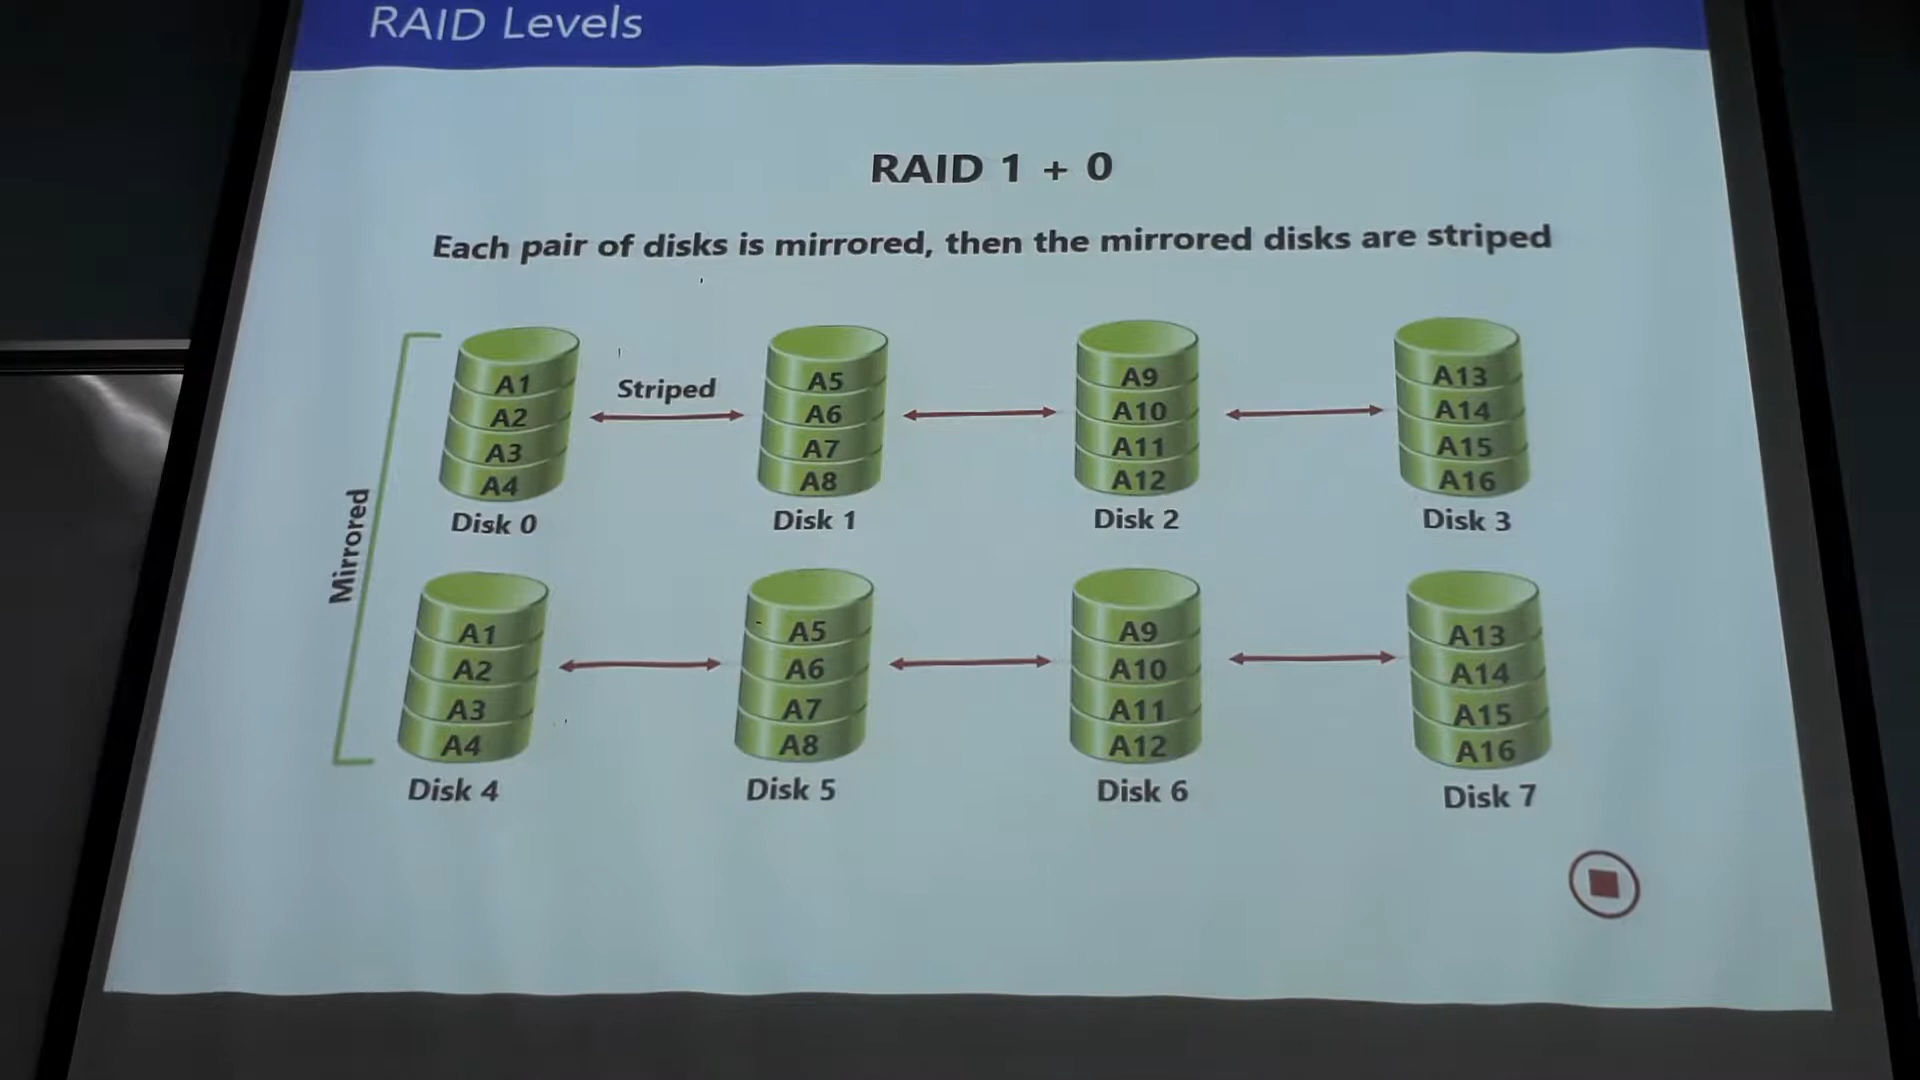 RAID Levels
RAID 1 + 0
Each pair of disks is mirrored, then the mirrored disks are striped
Mirrored
Striped
A1
A2
A3
A4
Disk 0
A5
A6
A7
A8
Disk 1
A9
A10
A11
A12
Disk 2
A13
A14
A15
A16
Disk 3
A1
A2
A3
A4
Disk 4
A5
A6
A7
A8
Disk 5
A9
A10
A11
A12
Disk 6
A13
A14
A15
A16
Disk 7